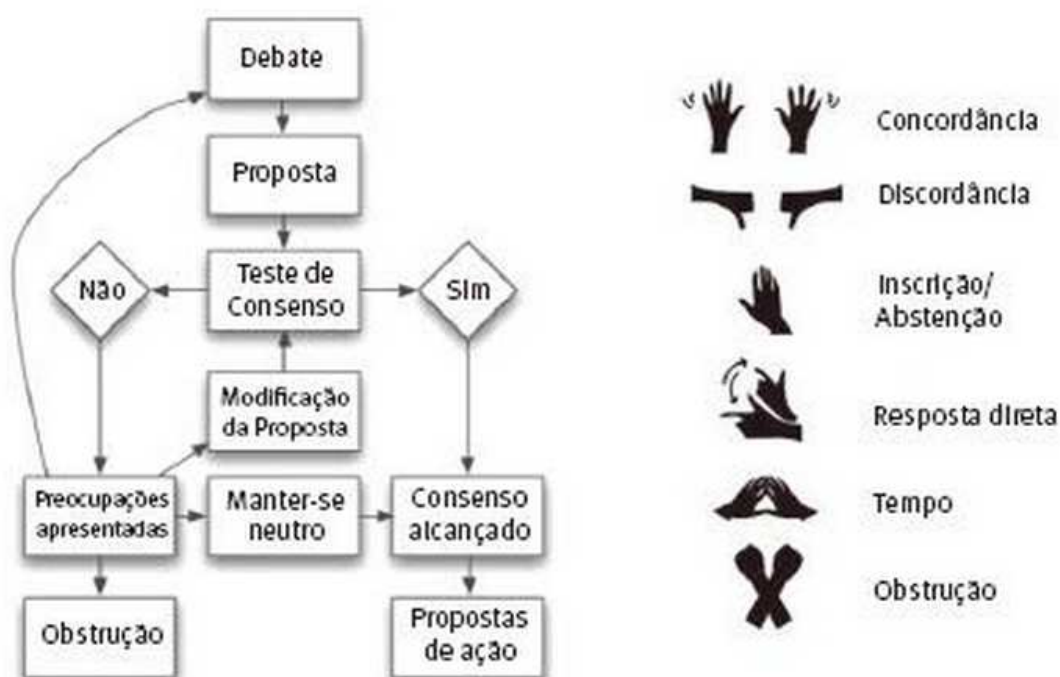 Debate
Proposta
Não
Teste de
Consenso
Sim
Modificação
da Proposta
Preocupações
apresentadas
Manter-se
neutro
Consenso
alcançado
Obstrução
Propostas
de ação
Concordância
Discordância
Inscrição/
Abstenção
Resposta direta
Tempo
Obstrução